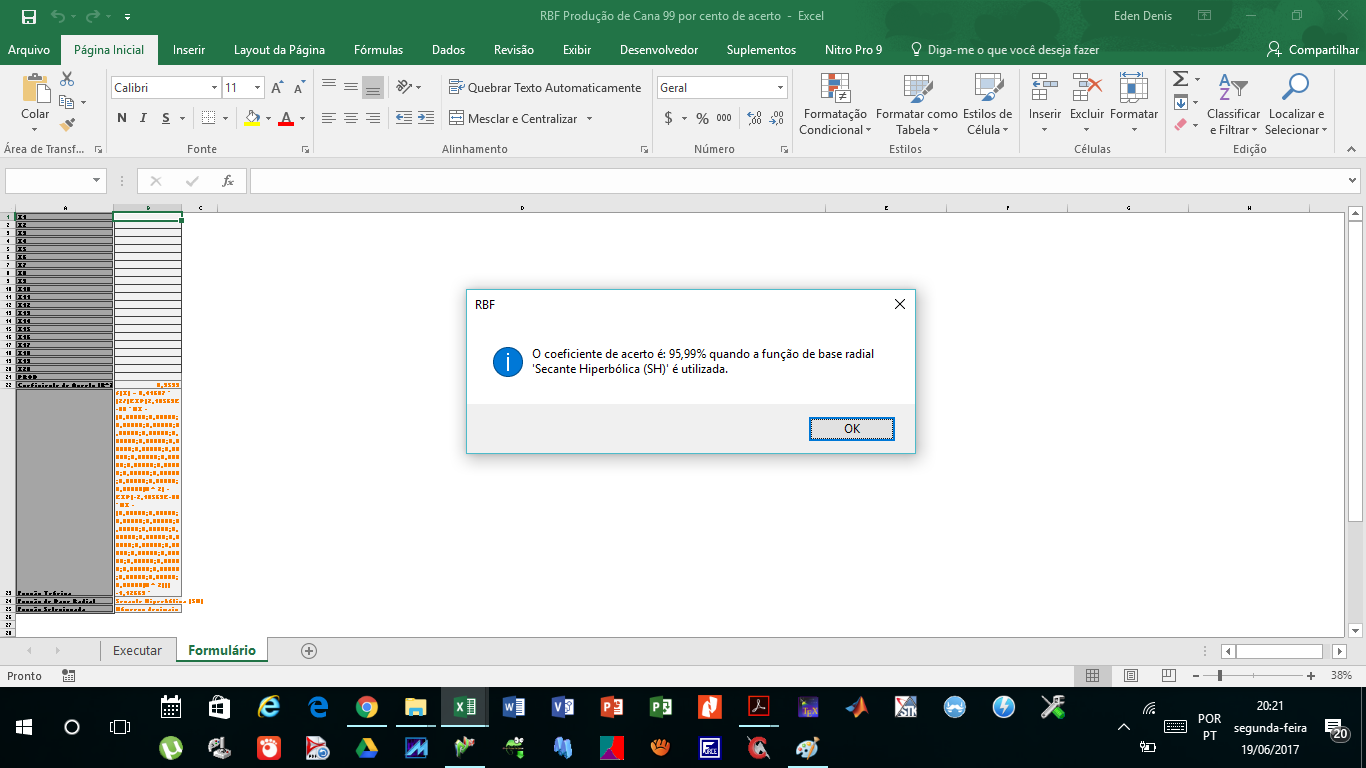 RBF Produção de Cana 99 por cento de acerto - Excel
Eden Denis
Arquivo Página Inicial Inserir Layout da Página Fórmulas Dados Revisão Exibir Desenvolvedor Suplementos Nitro Pro 9 Diga-me o que você deseja fazer Compartilhar
Colar
Área de Transf...
Calibri 11
N I S
Fonte
Quebrar Texto Automaticamente
Mesclar e Centralizar
Alinhamento
Geral
$ % 000
Número
Formatação Condicional
Formatar como Tabela
Estilos de Célula
Estilos
Inserir Excluir Formatar
Células
Classificar e Filtrar
Localizar e Selecionar
Edição
fx
A B C D E F G H
1 X1
2 X2
3 X3
4 X4
5 X5
6 X6
7 X7
8 X8
9 X9
10 X10
11 X11
12 X12
13 X13
14 X14
15 X15
16 X16
17 X17
18 X18
19 X19
20 X20
21 PROD
22 0,9599
23
24 Função de Base Radial Secante Hiperbólica (SH)
25 Função Selecionada
26
27
28
RBF
O coeficiente de acerto é: 95,99% quando a função de base radial
'Secante Hiperbólica (SH)' é utilizada.
OK
Executar Formulário
Pronto
38%
20:21
POR
PT
segunda-feira
19/06/2017
20